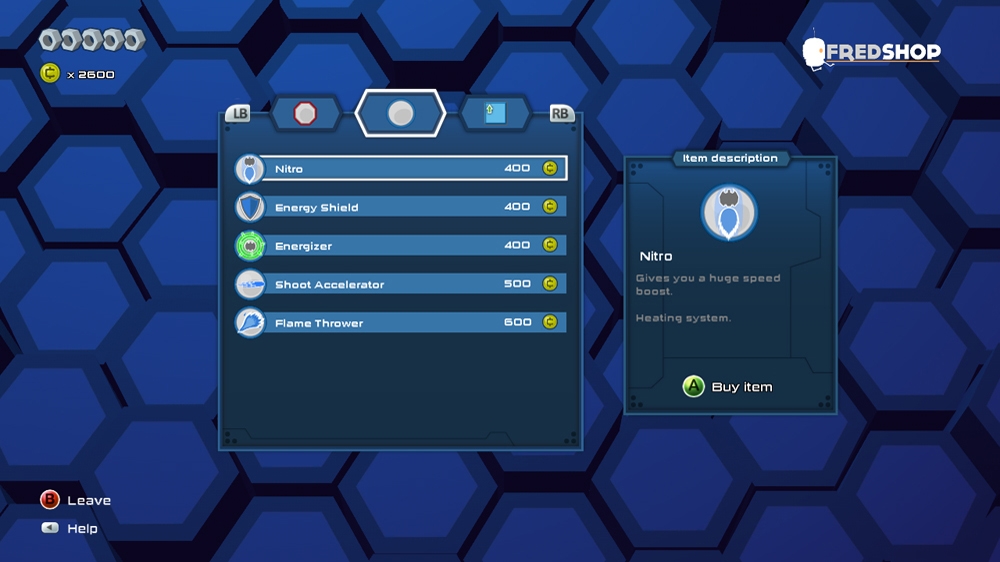 x 2600
FREDSHOP
LB
RB
Nitro 400
Energy Shield 400
Energizer 400
Shoot Accelerator 500
Flame Thrower 600
Item description
Nitro
Gives you a huge speed
boost.
Heating system.
A Buy item
B Leave
Help